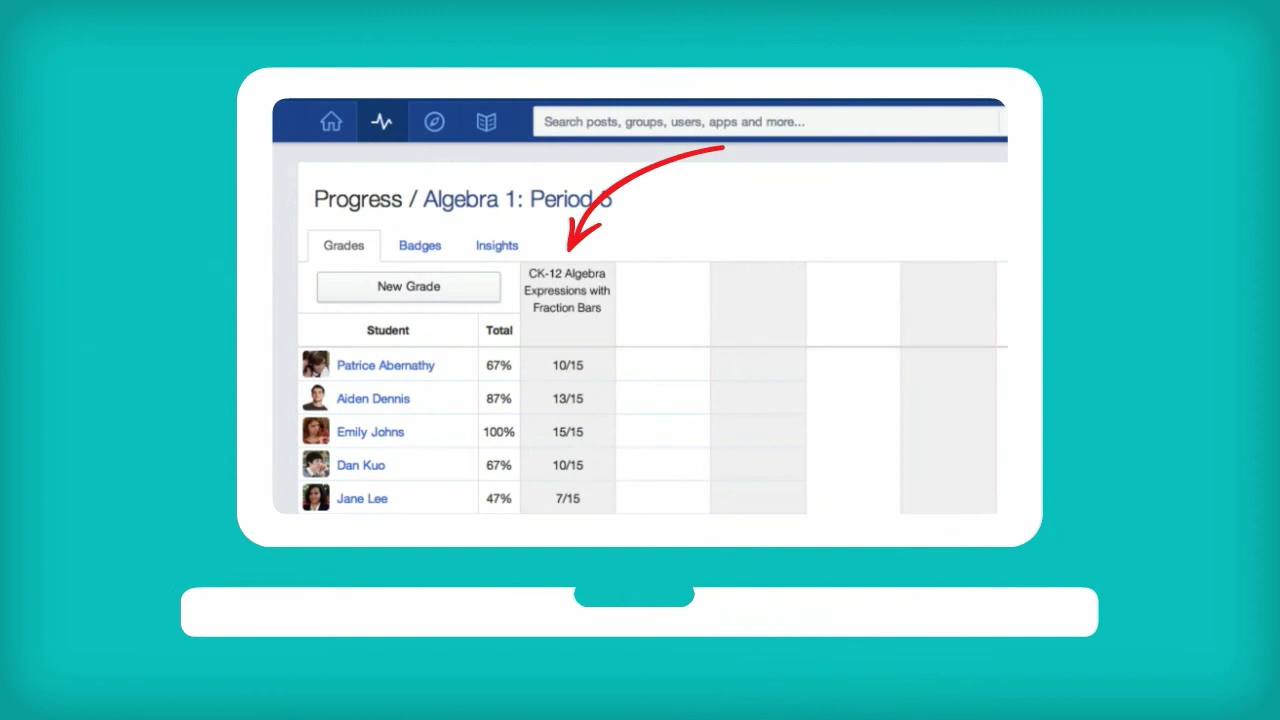 Search posts, groups, users, apps and more...
Progress / Algebra 1: Period 6
Grades
Badges
Insights
New Grade
CK-12 Algebra
Expressions with
Fraction Bars
Student Total
Patrice Abernathy 67% 10/15
Aiden Dennis 87% 13/15
Emily Johns 100% 15/15
Dan Kuo 67% 10/15
Jane Lee 47% 7/15